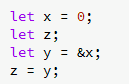 let x = 0;
let z;
let y = &x;
z = y;